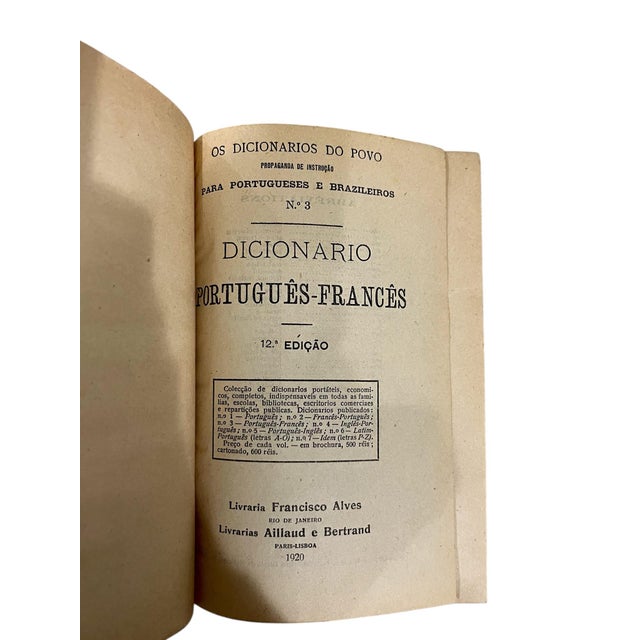 OS DICIONARIOS DO POVO
PROPAGANDA DE INSTRUÇÃO
PARA PORTUGUESES E BRAZILEIROS
N.º 3
DICIONARIO
PORTUGUÊS-FRANCÊS
12.ª EDIÇÃO
Colecção de dicionarios portáteis, economi-
cos, completos, indispensaveis em todas as fa-
milias, escolas, bibliotecas, escritorios comerciaes
e repartições publicas. Dicionarios publicados:
n.º 1 — Português; n.º 2 — Francês-Português;
n.º 3 — Português-Francês; n.º 4 — Inglês-Por-
tuguês; n.º 5 — Português-Inglês; n.º 6 — Latim-
Português (letras A-O); n.º 7 — Idem (letras P-Z).
Preço de cada vol. — em brochura, 500 réis;
cartonado, 600 réis.
Livraria Francisco Alves
RIO DE JANEIRO
Livrarias Aillaud e Bertrand
PARIS-LISBOA
1920